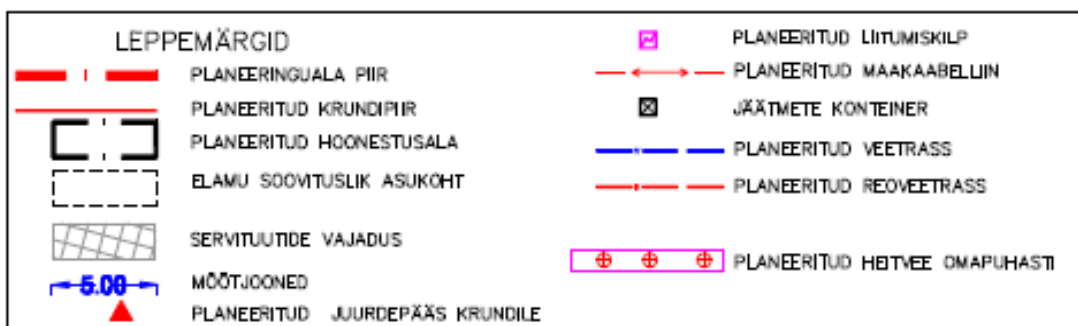 LEPPEMÄRGID
PLANEERINGUALA PIIR
PLANEERITUD KRUNDIPIIR
PLANEERITUD HOONESTUSALA
ELAMU SOOVITUSLIK ASUKOHT
SERVITUUTIDE VAJADUS
5.00
MÕÕTJOONED
PLANEERITUD JUURDEPÄÄS KRUNDILE
PLANEERITUD LIITUMISKILP
PLANEERITUD MAAKAABELLIIN
JÄÄTMETE KONTEINER
PLANEERITUD VEETRASS
PLANEERITUD REOVEETRASS
PLANEERITUD HEITVEE OMAPUHASTI